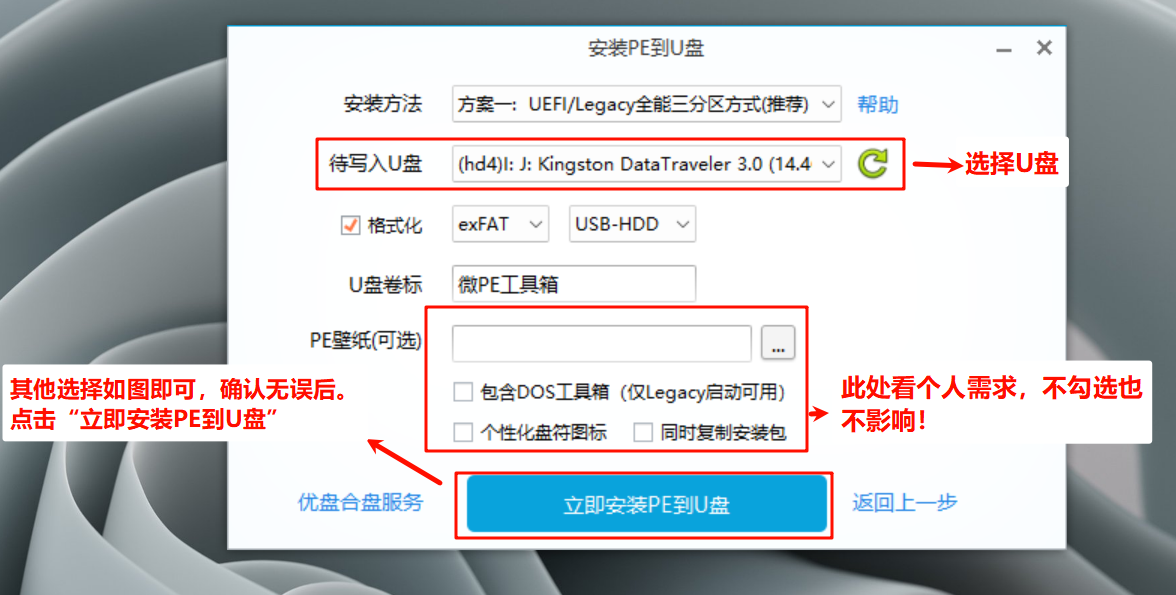 安装PE到U盘
安装方法 方案一：UEFI/Legacy全能三分区方式(推荐) 帮助
待写入U盘 (hd4)I: J: Kingston DataTraveler 3.0 (14.4 选择U盘
格式化 exFAT USB-HDD
U盘卷标 微PE工具箱
PE壁纸(可选) ...
包含DOS工具箱（仅Legacy启动可用）
个性化盘符图标 同时复制安装包
此处看个人需求，不勾选也
不影响！
其他选择如图即可，确认无误后。
点击“立即安装PE到U盘”
优盘合盘服务 立即安装PE到U盘 返回上一步